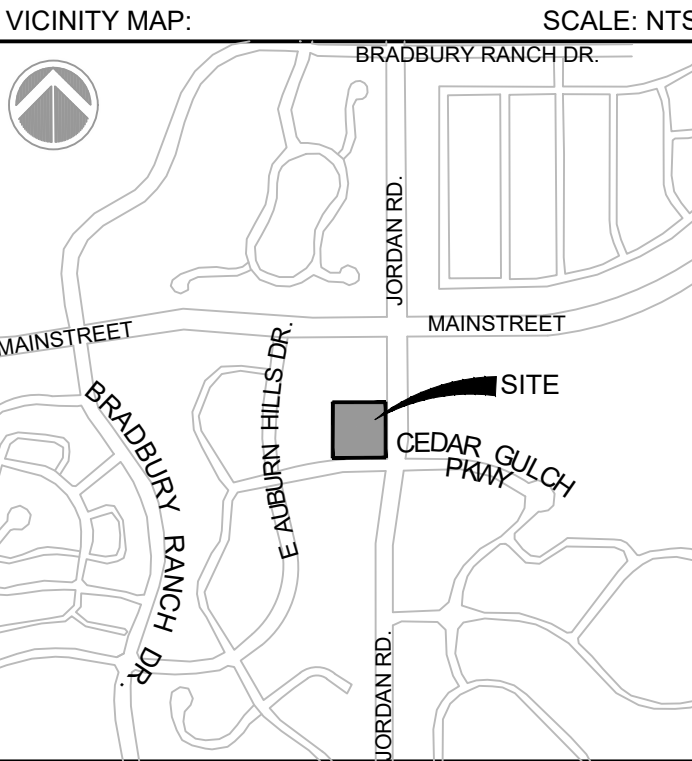 VICINITY MAP:
SCALE: NTS
BRADBURY RANCH DR.
JORDAN RD.
MAINSTREET
MAINSTREET
E AUBURN HILLS DR.
SITE
BRADBURY RANCH DR.
CEDAR GULCH
PKWY
JORDAN RD.